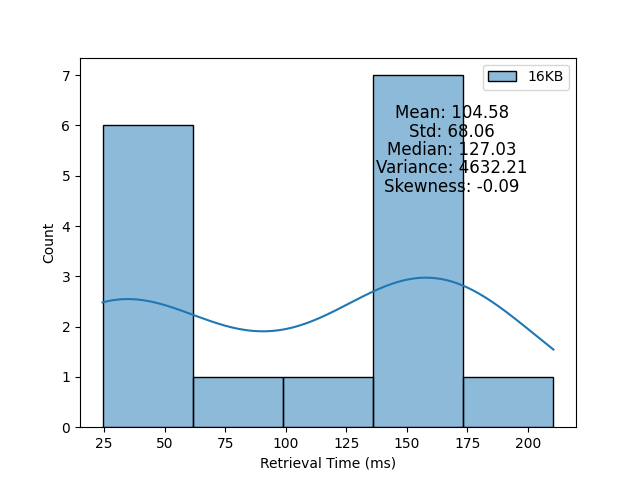 16KB
Mean: 104.58
Std: 68.06
Median: 127.03
Variance: 4632.21
Skewness: -0.09
7
6
5
4
3
2
1
0
Count
25 50 75 100 125 150 175 200
Retrieval Time (ms)